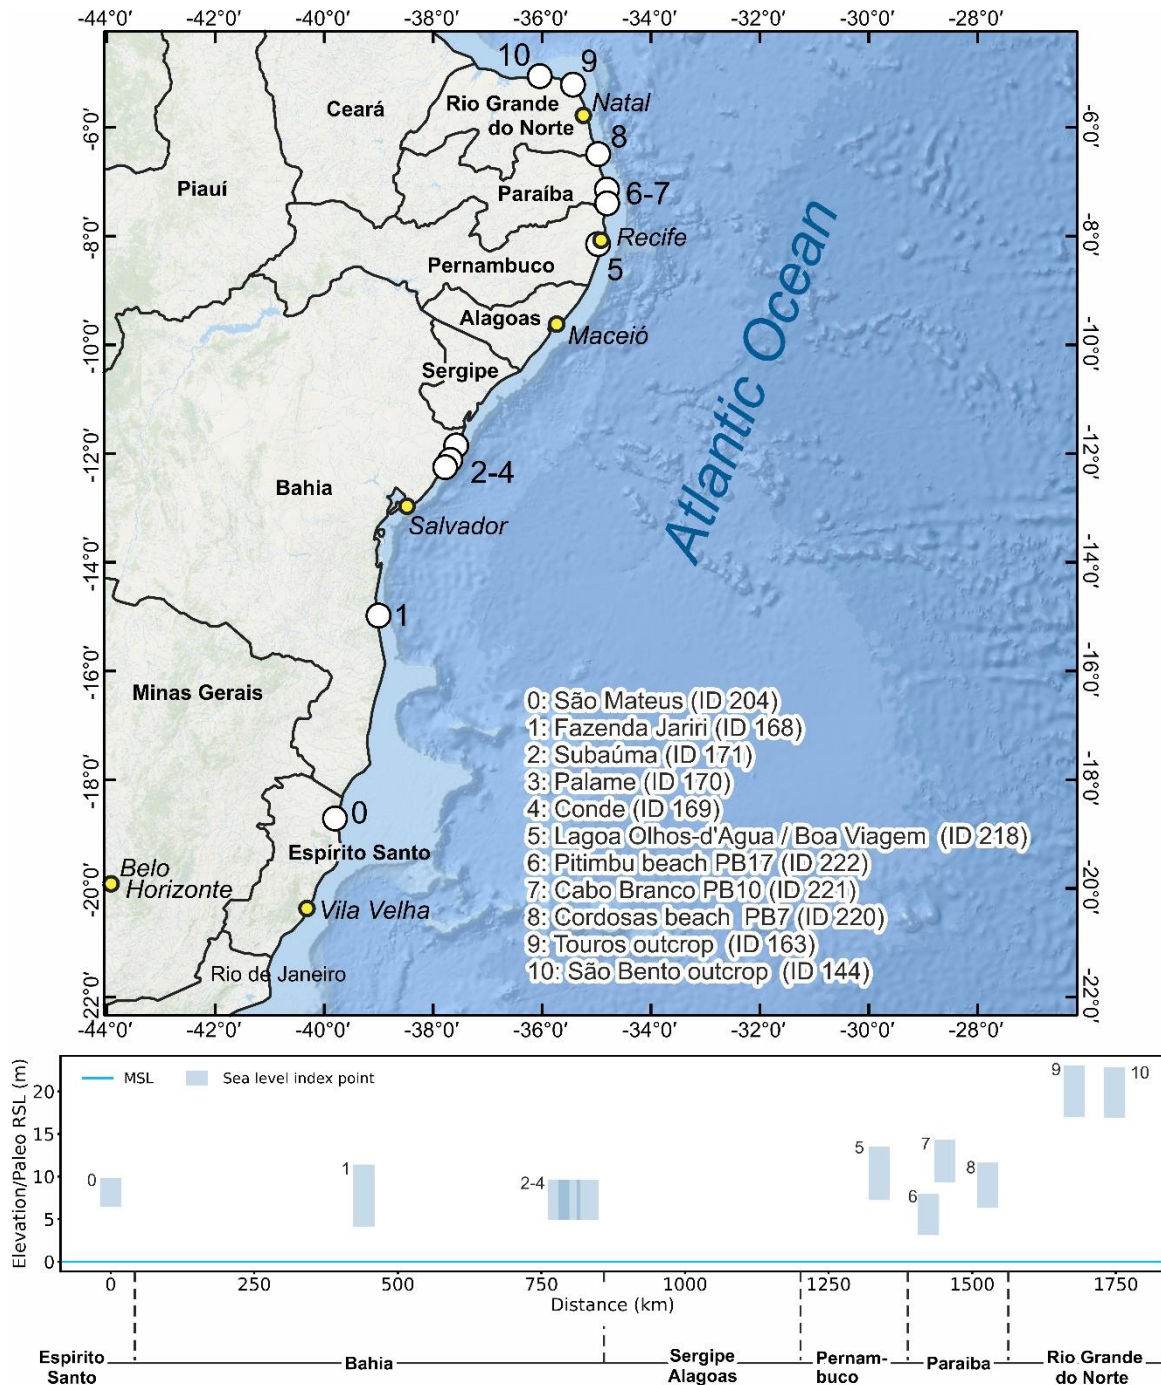 -44°0' -42°0' -40°0' -38°0' -36°0' -34°0' -32°0' -30°0' -28°0'
10
9
Ceará
Rio Grande
do Norte
Natal
-6°0' -6°0'
8
Piauí
Paraíba
6-7
-8°0' -8°0'
Recife
5
Pernambuco
Alagoas
Maceió
-10°0' -10°0'
Sergipe
Atlantic Ocean
-12°0' -12°0'
2-4
Bahia
Salvador
-14°0' -14°0'
1
-16°0' -16°0'
Minas Gerais
0: São Mateus (ID 204)
1: Fazenda Jariri (ID 168)
2: Subaúma (ID 171)
3: Palame (ID 170)
4: Conde (ID 169)
5: Lagoa Olhos-d'Agua / Boa Viagem (ID 218)
6: Pitimbu beach PB17 (ID 222)
7: Cabo Branco PB10 (ID 221)
8: Cordosas beach PB7 (ID 220)
9: Touros outcrop (ID 163)
10: São Bento outcrop (ID 144)
-18°0' -18°0'
0
Espírito Santo
Belo
Horizonte
-20°0' -20°0'
Vila Velha
Rio de Janeiro
-22°0' -22°0'
-44°0' -42°0' -40°0' -38°0' -36°0' -34°0' -32°0' -30°0' -28°0'
Elevation/Paleo RSL (m)
MSL Sea level index point
20
15
10
5
0
0
1
2-4
5
6
7
8
9
10
0 250 500 750 1000 1250 1500 1750
Distance (km)
Espirito
Santo
Bahia
Sergipe
Alagoas
Pernam-
buco
Paraiba
Rio Grande
do Norte